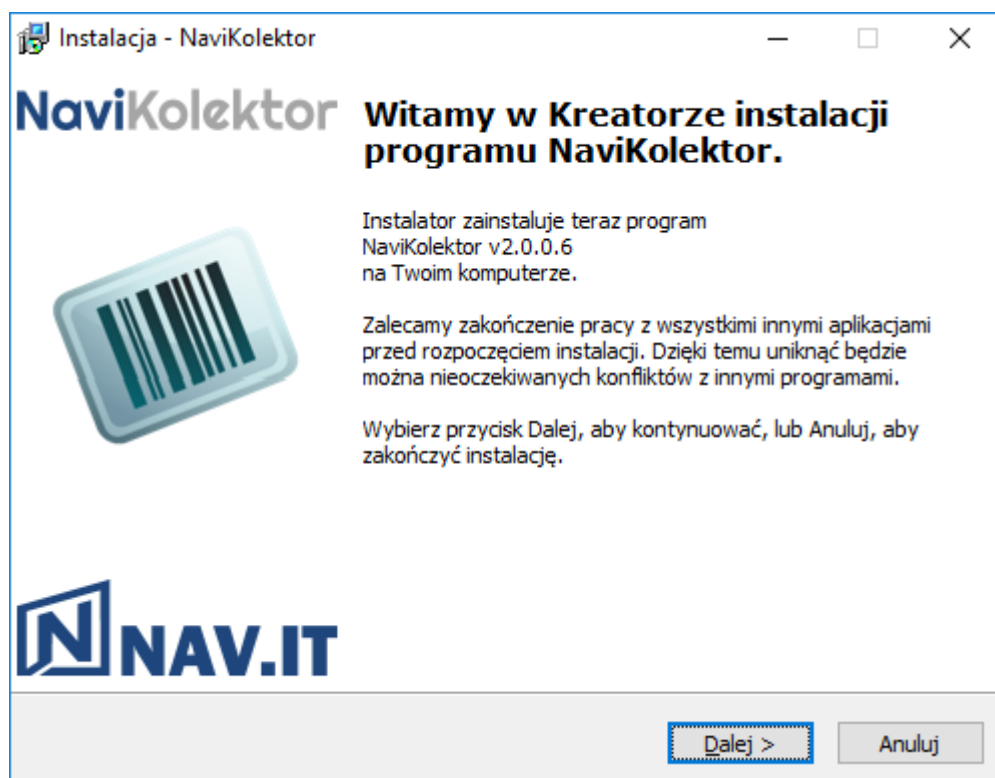 Instalacja - NaviKolektor
NaviKolektor
Witamy w Kreatorze instalacji
programu NaviKolektor.
Instalator zainstaluje teraz program
NaviKolektor v2.0.0.6
na Twoim komputerze.
Zalecamy zakończenie pracy z wszystkimi innymi aplikacjami
przed rozpoczęciem instalacji. Dzięki temu uniknąć będzie
można nieoczekiwanych konfliktów z innymi programami.
Wybierz przycisk Dalej, aby kontynuować, lub Anuluj, aby
zakończyć instalację.
NAV.IT
Dalej >
Anuluj